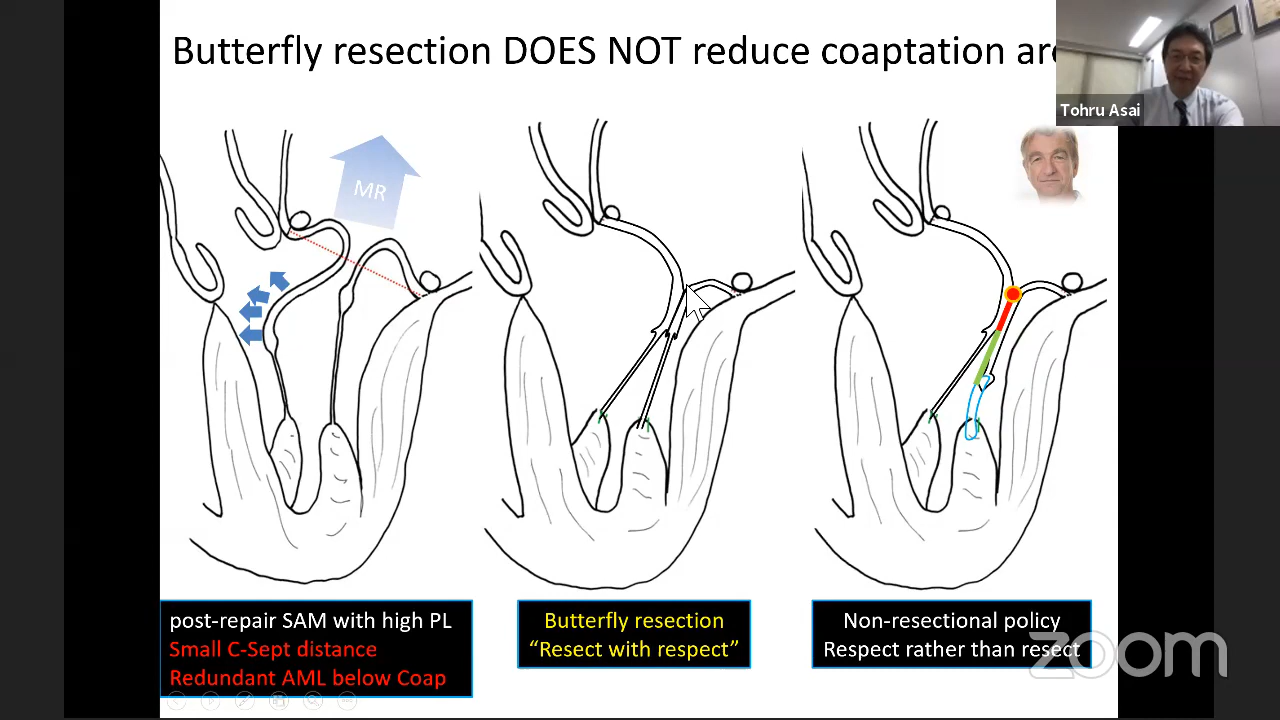 Butterfly resection DOES NOT reduce coaptation
Tohru Asai
MR
post-repair SAM with high PL
Small C-Sept distance
Redundant AML below Coap
Butterfly resection
“Resect with respect”
Non-resectional policy
Respect rather than resect
zoom